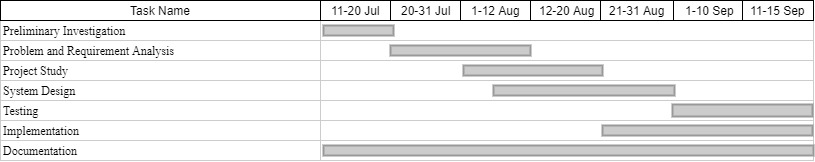 Task Name 11-20 Jul 20-31 Jul 1-12 Aug 12-20 Aug 21-31 Aug 1-10 Sep 11-15 Sep
Preliminary Investigation
Problem and Requirement Analysis
Project Study
System Design
Testing
Implementation
Documentation